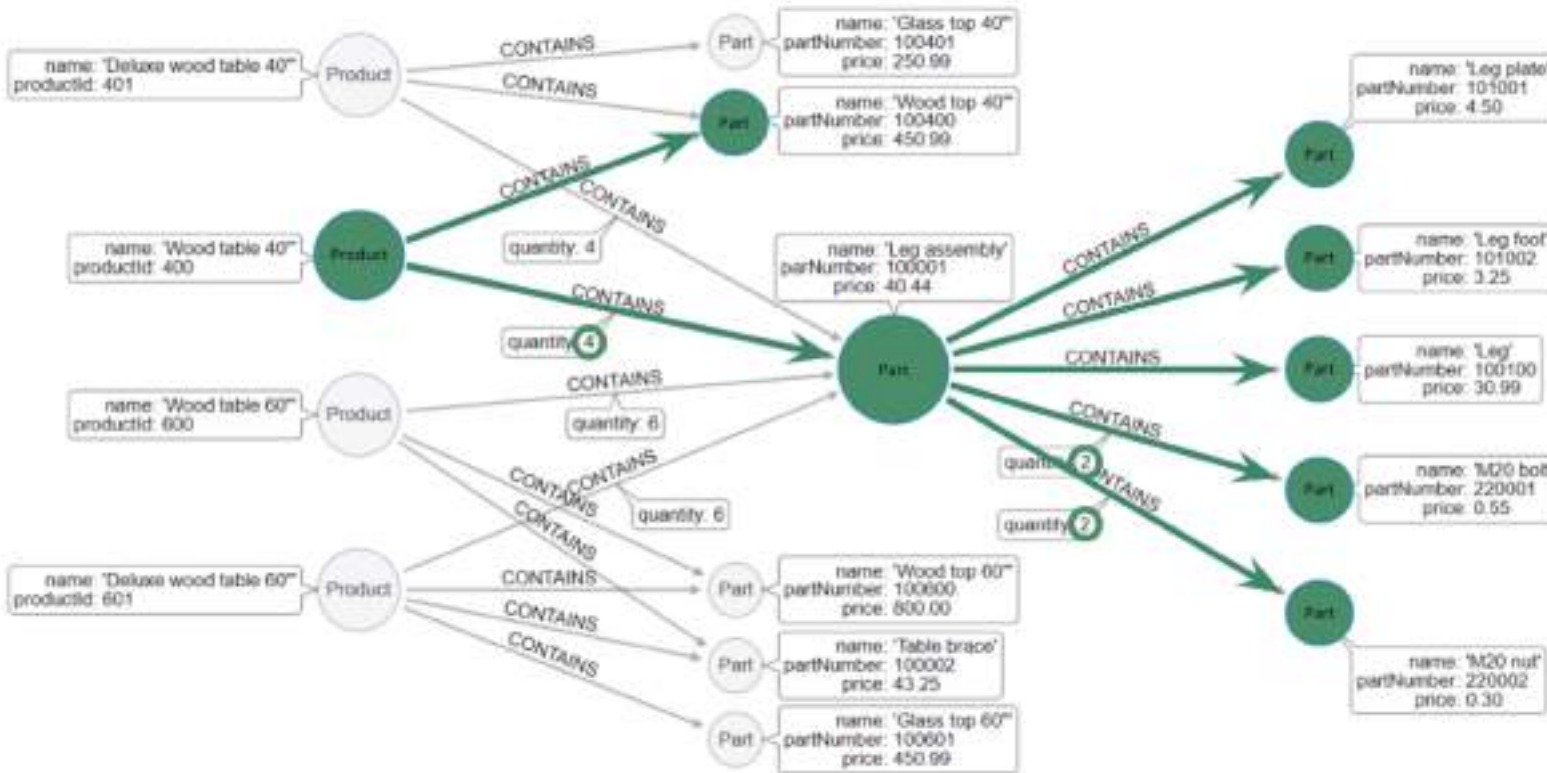 name: 'Deluxe wood table 40"'
productId: 401
Product
CONTAINS
CONTAINS
CONTAINS
quantity: 4
Part
name: 'Glass top 40"'
partNumber: 100401
price: 250.99
Part
name: 'Wood top 40"'
partNumber: 100400
price: 450.99
name: 'Wood table 40"'
productId: 400
Product
CONTAINS
CONTAINS
quantity: 4
name: 'Leg assembly'
parNumber: 100001
price: 40.44
Part
name: 'Wood table 60"'
productId: 600
Product
CONTAINS
quantity: 6
CONTAINS
CONTAINS
name: 'Deluxe wood table 60"'
productId: 601
Product
CONTAINS
quantity: 6
CONTAINS
CONTAINS
CONTAINS
Part
name: 'Wood top 60"'
partNumber: 100600
price: 800.00
Part
name: 'Table brace'
partNumber: 100002
price: 43.25
Part
name: 'Glass top 60"'
partNumber: 100601
price: 450.99
CONTAINS
CONTAINS
CONTAINS
CONTAINS
quantity: 2
CONTAINS
quantity: 2
Part
name: 'Leg plate'
partNumber: 101001
price: 4.50
Part
name: 'Leg foot'
partNumber: 101002
price: 3.25
Part
name: 'Leg'
partNumber: 100100
price: 30.99
Part
name: 'M20 bolt
partNumber: 220001
price: 0.55
Part
name: 'M20 nut'
partNumber: 220002
price: 0.30